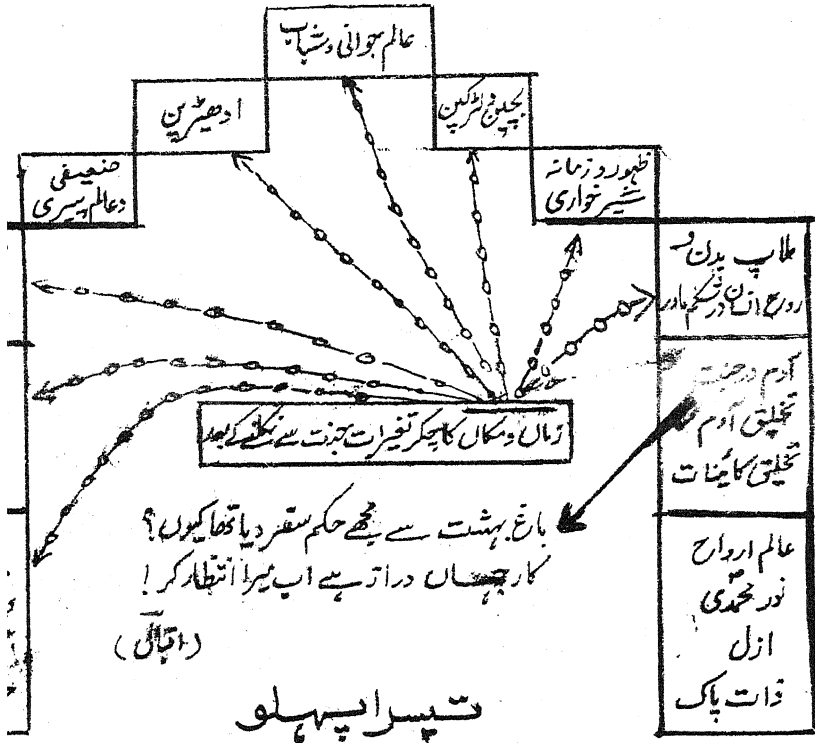 عالم جوانی و شباب
ادھیڑپن
بچپن و لڑکپن
ضعیفی
و عالم پیری
ظہور و زمانہ
شیر خواری
ملاپ بدن و
روح انسان در شکم مادر
آدم در جنت
تخلیق آدم
تخلیق کائنات
عالم ارواح
نور محمدیؐ
ازل
ذات پاک
زماں و مکاں کا چکر تغیرات جنت سے نکلنے کے بعد
باغ بہشت سے مجھے حکم سفر دیا تھا کیوں؟
کار جہاں دراز ہے اب میرا انتظار کر!
(اقبالؒ)
تیسرا پہلو